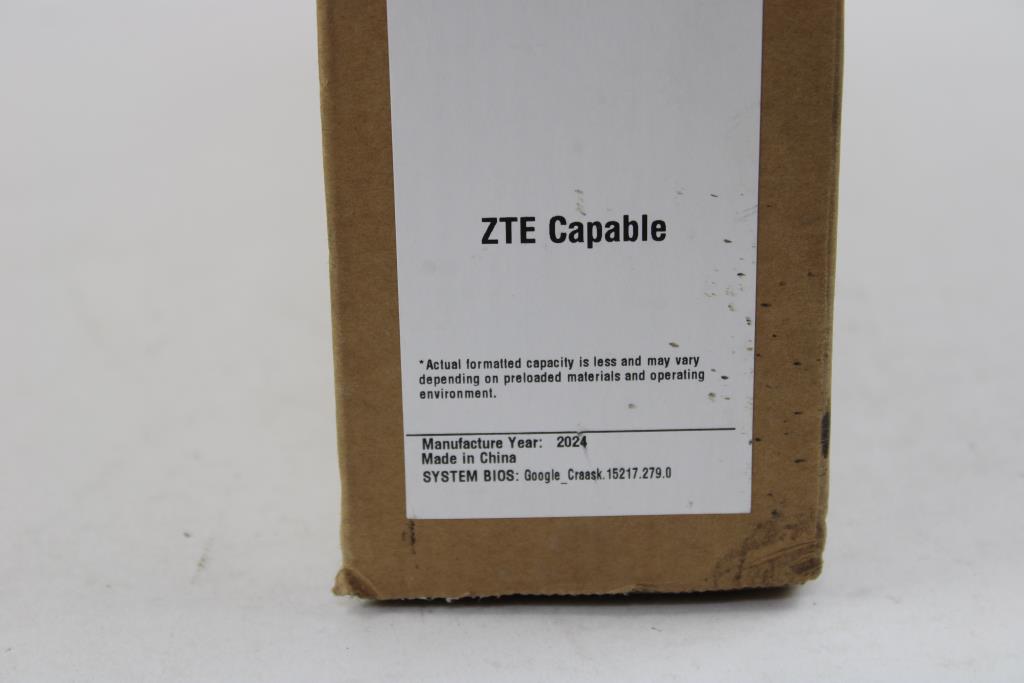 ZTE Capable
*Actual formatted capacity is less and may vary
depending on preloaded materials and operating
environment.
Manufacture Year: 2024
Made in China
SYSTEM BIOS: Google_Craask.15217.279.0